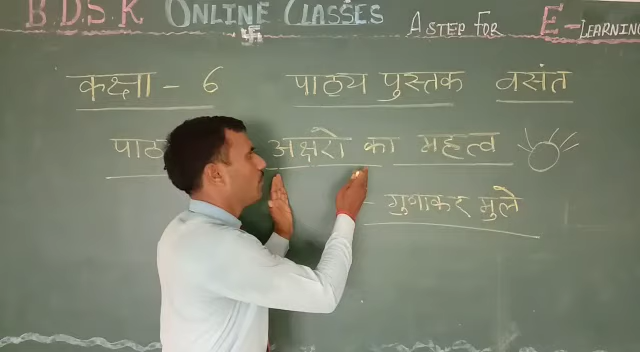 B.D.S.K ONLINE CLASSES A STEP FOR E-LEARNING
कक्षा - 6 पाठ्य पुस्तक वसंत
पाठ अक्षरो का महत्व
- गुनाकर मुले